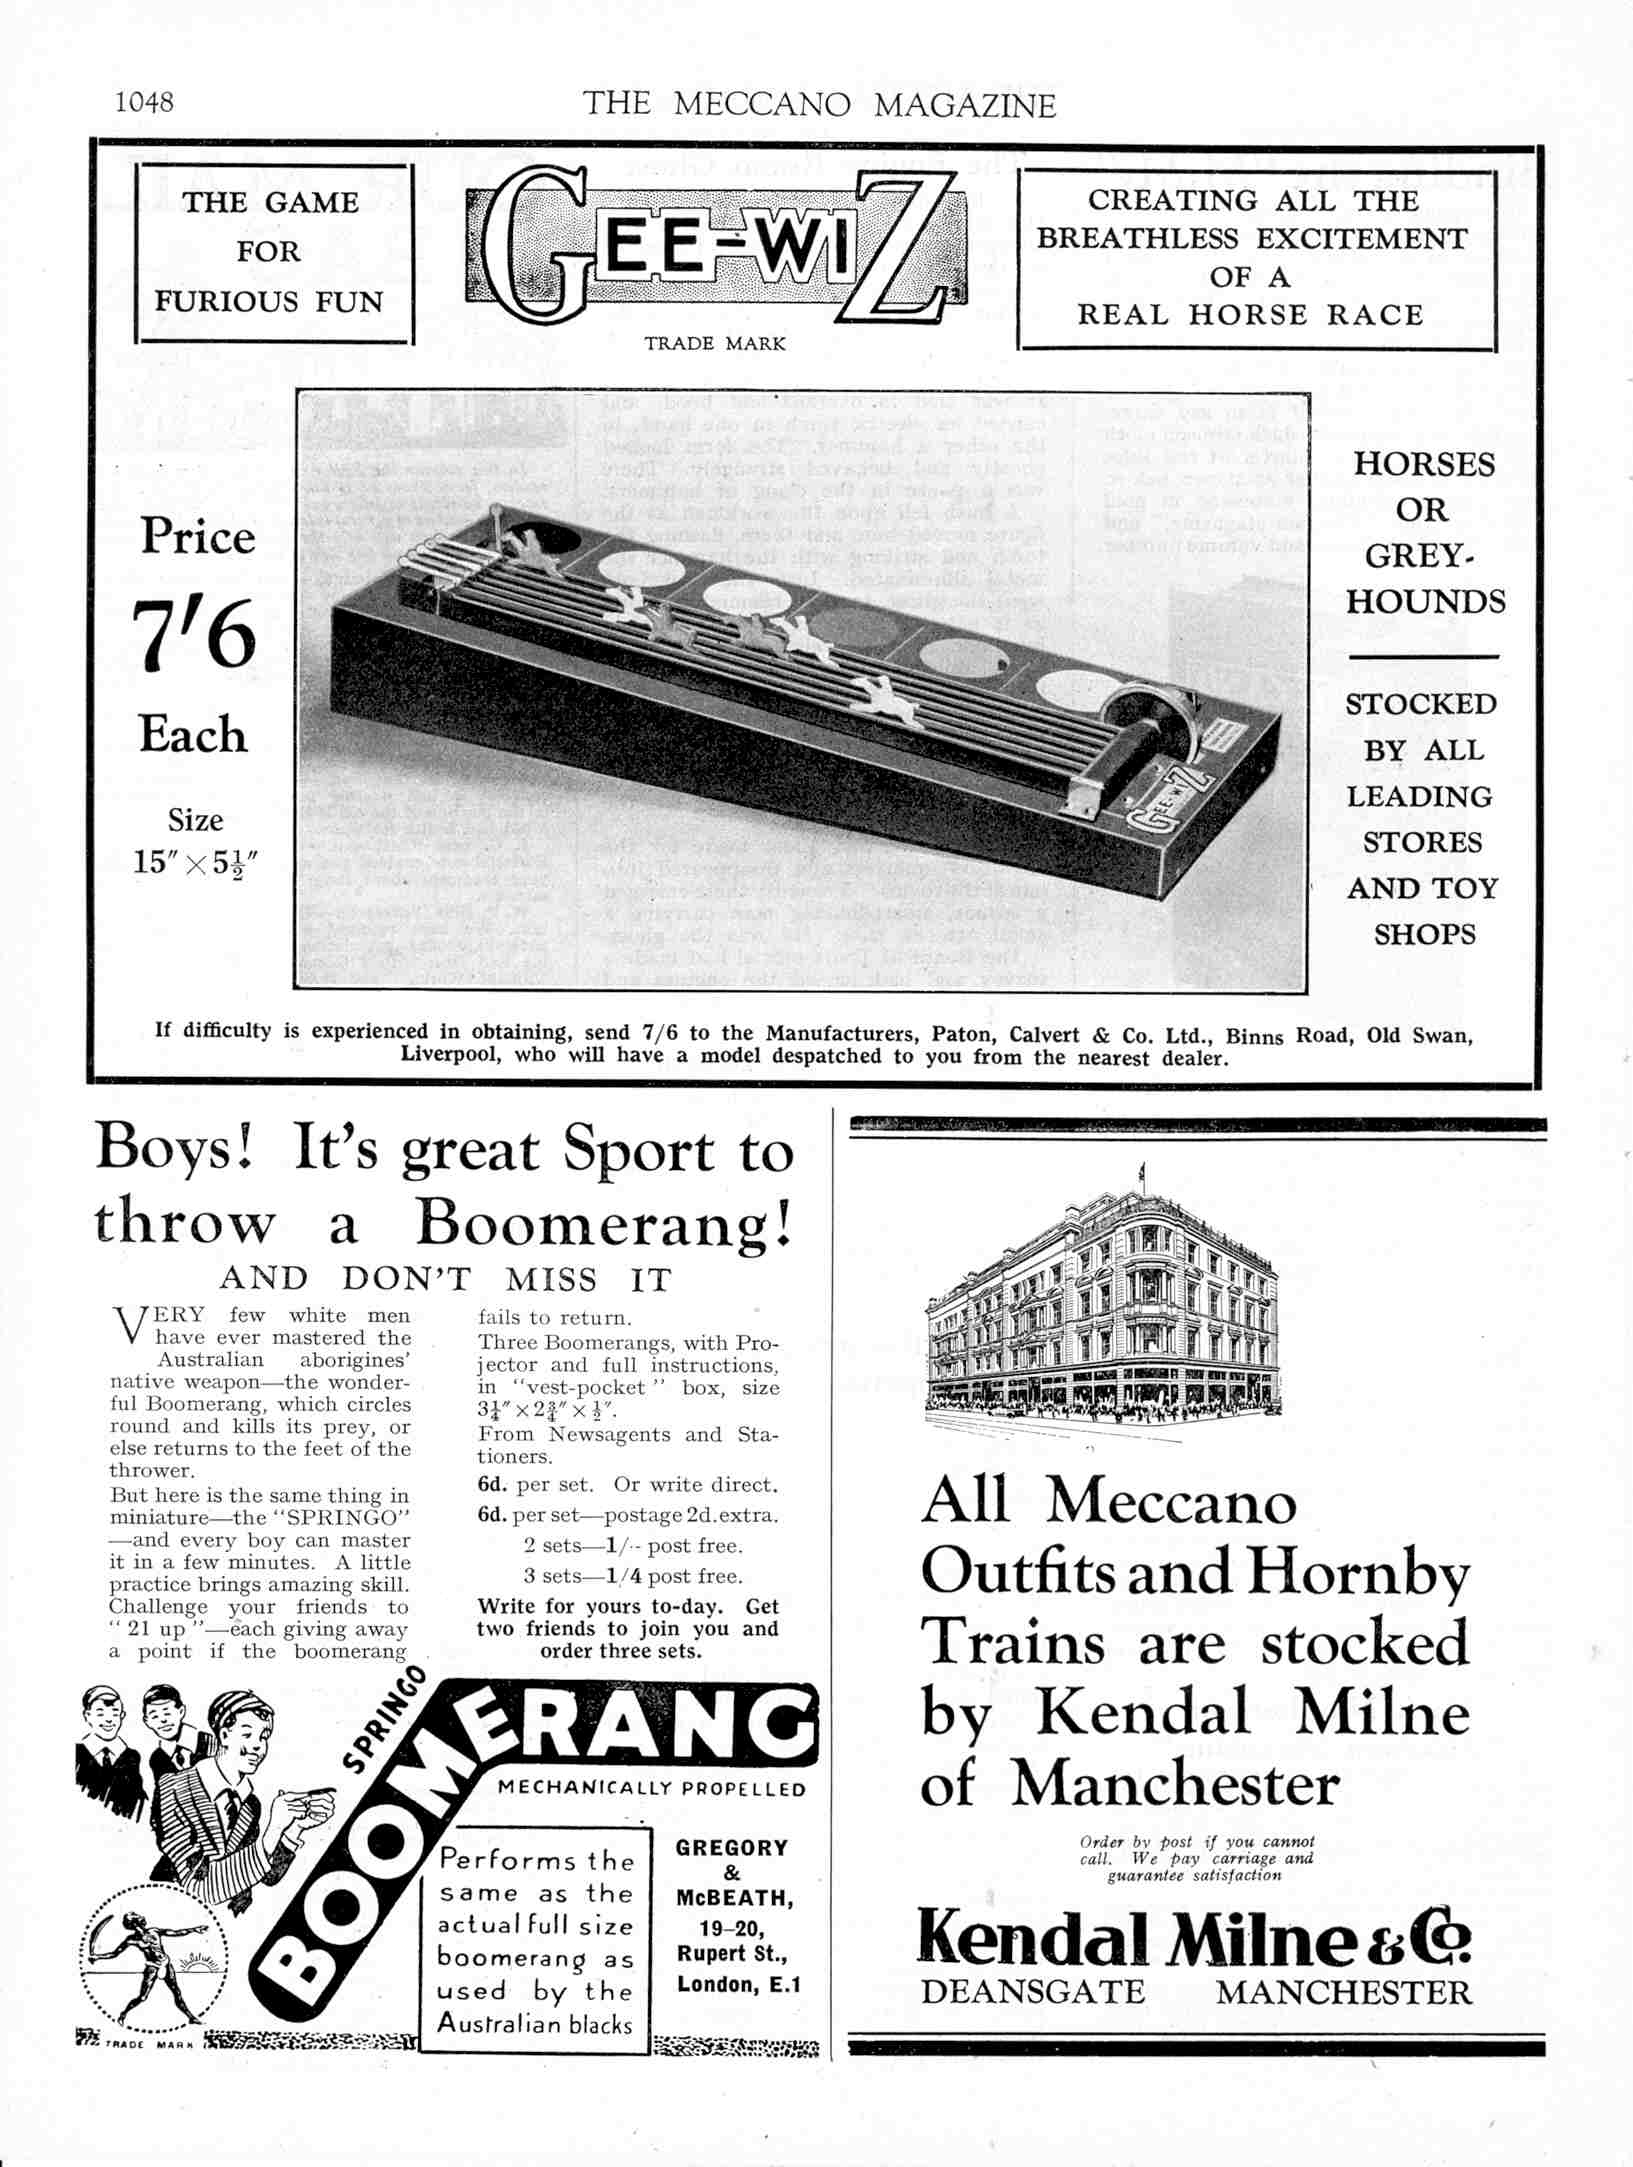 1048
THE MECCANO MAGAZINE
THE GAME
FOR
FURIOUS FUN
GEE-WIZ
TRADE MARK
CREATING ALL THE
BREATHLESS EXCITEMENT
OF A
REAL HORSE RACE
Price
7'6
Each
Size
15″ × 5½″
GEE-WIZ
HORSES
OR
GREY-
HOUNDS
STOCKED
BY ALL
LEADING
STORES
AND TOY
SHOPS
If difficulty is experienced in obtaining, send 7/6 to the Manufacturers, Paton, Calvert & Co. Ltd., Binns Road, Old Swan,
Liverpool, who will have a model despatched to you from the nearest dealer.
Boys! It's great Sport to
throw a Boomerang!
AND DON'T MISS IT
VERY few white men
have ever mastered the
Australian aborigines'
native weapon—the wonder-
ful Boomerang, which circles
round and kills its prey, or
else returns to the feet of the
thrower.
But here is the same thing in
miniature—the "SPRINGO"
—and every boy can master
it in a few minutes. A little
practice brings amazing skill.
Challenge your friends to
"21 up"—each giving away
a point if the boomerang
fails to return.
Three Boomerangs, with Pro-
jector and full instructions,
in "vest-pocket" box, size
3¼″ × 2¾″ × ½″.
From Newsagents and Sta-
tioners.
6d. per set. Or write direct.
6d. per set—postage 2d. extra.
2 sets—1/- post free.
3 sets—1/4 post free.
Write for yours to-day. Get
two friends to join you and
order three sets.
SPRINGO
BOOMERANG
MECHANICALLY PROPELLED
Performs the
same as the
actual full size
boomerang as
used by the
Australian blacks
GREGORY
&
McBEATH,
19–20,
Rupert St.,
London, E.1
TRADE MARK
All Meccano
Outfits and Hornby
Trains are stocked
by Kendal Milne
of Manchester
Order by post if you cannot
call. We pay carriage and
guarantee satisfaction
Kendal Milne & Co.
DEANSGATE MANCHESTER